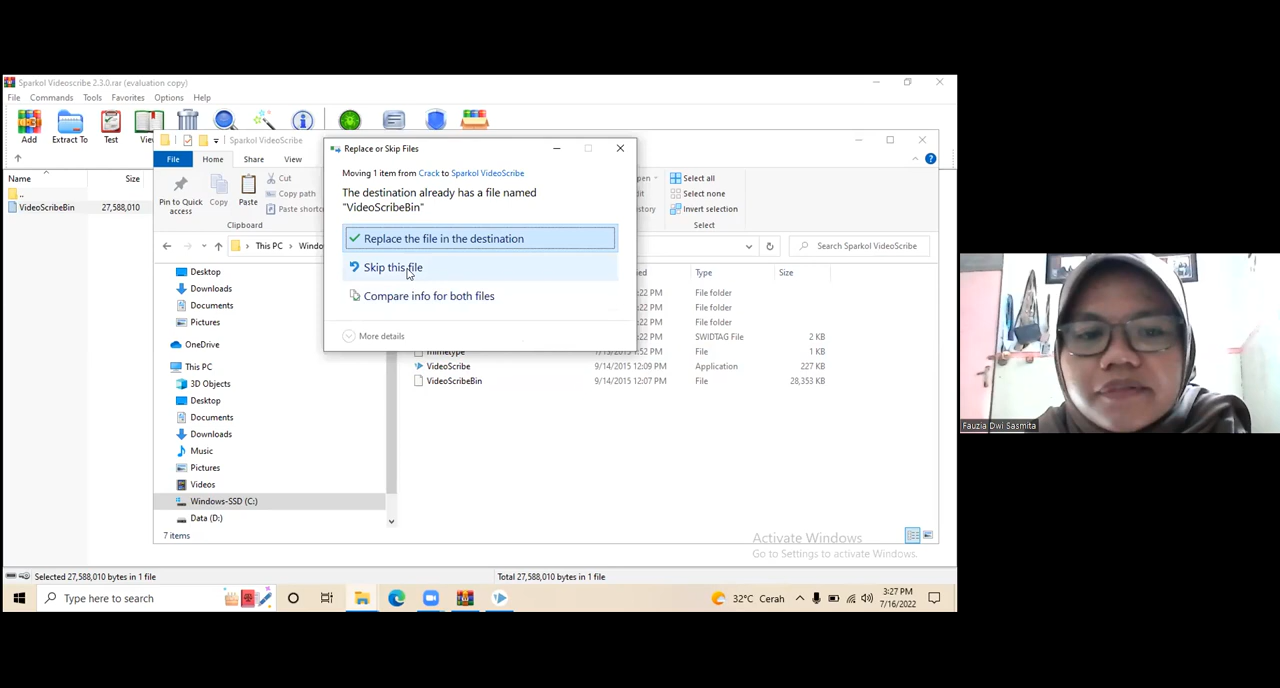 Sparkol Videoscribe 2.3.0.rar (evaluation copy)
File Commands Tools Favorites Options Help
Add Extract To Test
Name Size
..
VideoScribeBin 27,588,010
Sparkol VideoScribe
File Home Share View
Pin to Quick access
Copy
Paste
Cut
Copy path
Paste shortc
Clipboard
Select all
Select none
Invert selection
Select
This PC
Search Sparkol VideoScribe
Replace or Skip Files
Moving 1 item from Crack to Sparkol VideoScribe
The destination already has a file named
"VideoScribeBin"
Replace the file in the destination
Skip this file
Compare info for both files
More details
Desktop
Downloads
Documents
Pictures
OneDrive
This PC
3D Objects
Desktop
Documents
Downloads
Music
Pictures
Videos
Windows-SSD (C:)
Data (D:)
Type Size
File folder
File folder
File folder
SWIDTAG File 2 KB
File 1 KB
VideoScribe 9/14/2015 12:09 PM Application 227 KB
VideoScribeBin 9/14/2015 12:07 PM File 28,353 KB
7 items
Activate Windows
Go to Settings to activate Windows.
Selected 27,588,010 bytes in 1 file
Total 27,588,010 bytes in 1 file
Type here to search
32°C Cerah
3:27 PM
7/16/2022
Fauzia Dwi Sasmita